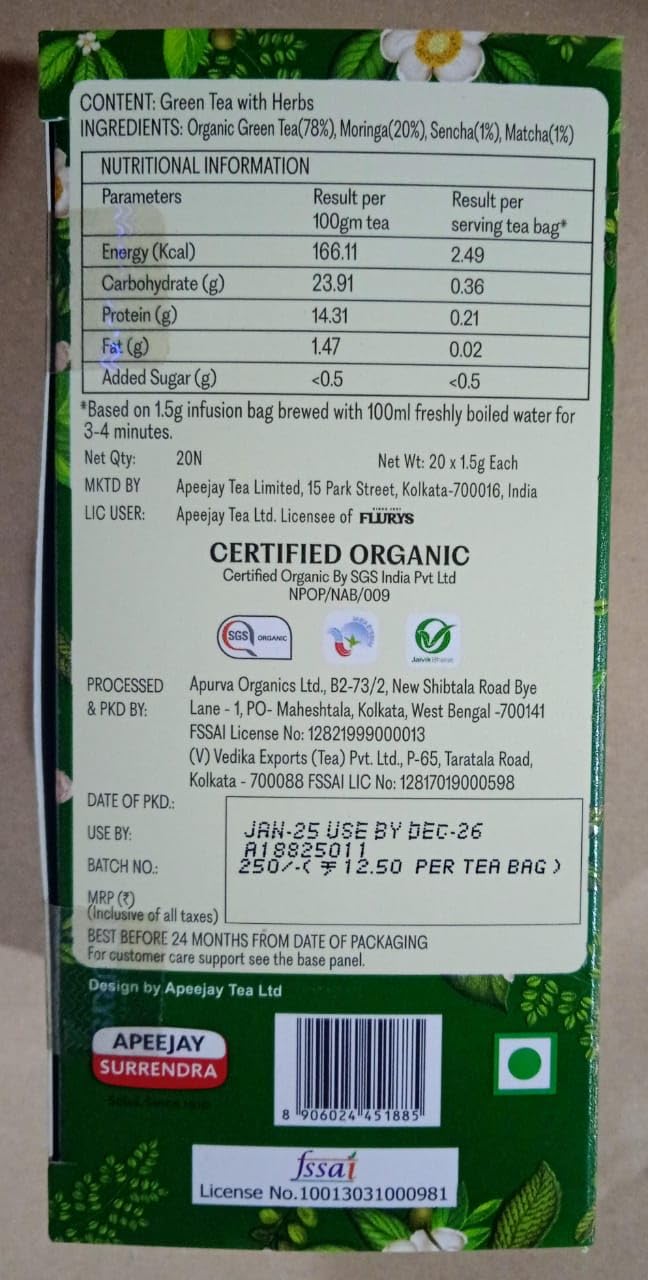 CONTENT: Green Tea with Herbs
INGREDIENTS: Organic Green Tea(78%), Moringa(20%), Sencha(1%), Matcha(1%)
NUTRITIONAL INFORMATION
Parameters Result per 100gm tea Result per serving tea bag*
Energy (Kcal) 166.11 2.49
Carbohydrate (g) 23.91 0.36
Protein (g) 14.31 0.21
Fat (g) 1.47 0.02
Added Sugar (g) <0.5 <0.5
*Based on 1.5g infusion bag brewed with 100ml freshly boiled water for
3-4 minutes.
Net Qty: 20N Net Wt: 20 x 1.5g Each
MKTD BY Apeejay Tea Limited, 15 Park Street, Kolkata-700016, India
LIC USER: Apeejay Tea Ltd. Licensee of FLURYS
CERTIFIED ORGANIC
Certified Organic By SGS India Pvt Ltd
NPOP/NAB/009
SGS ORGANIC
Jaivik Bharat
PROCESSED & PKD BY: Apurva Organics Ltd., B2-73/2, New Shibtala Road Bye
Lane - 1, PO- Maheshtala, Kolkata, West Bengal -700141
FSSAI License No: 12821999000013
(V) Vedika Exports (Tea) Pvt. Ltd., P-65, Taratala Road,
Kolkata - 700088 FSSAI LIC No: 12817019000598
DATE OF PKD.:
USE BY: JAN-25 USE BY DEC-26
A18825011
BATCH NO.: 250/-( ₹ 12.50 PER TEA BAG )
MRP (₹)
(Inclusive of all taxes)
BEST BEFORE 24 MONTHS FROM DATE OF PACKAGING
For customer care support see the base panel.
Design by Apeejay Tea Ltd
APEEJAY
SURRENDRA
8 906024 451885
fssai
License No.10013031000981